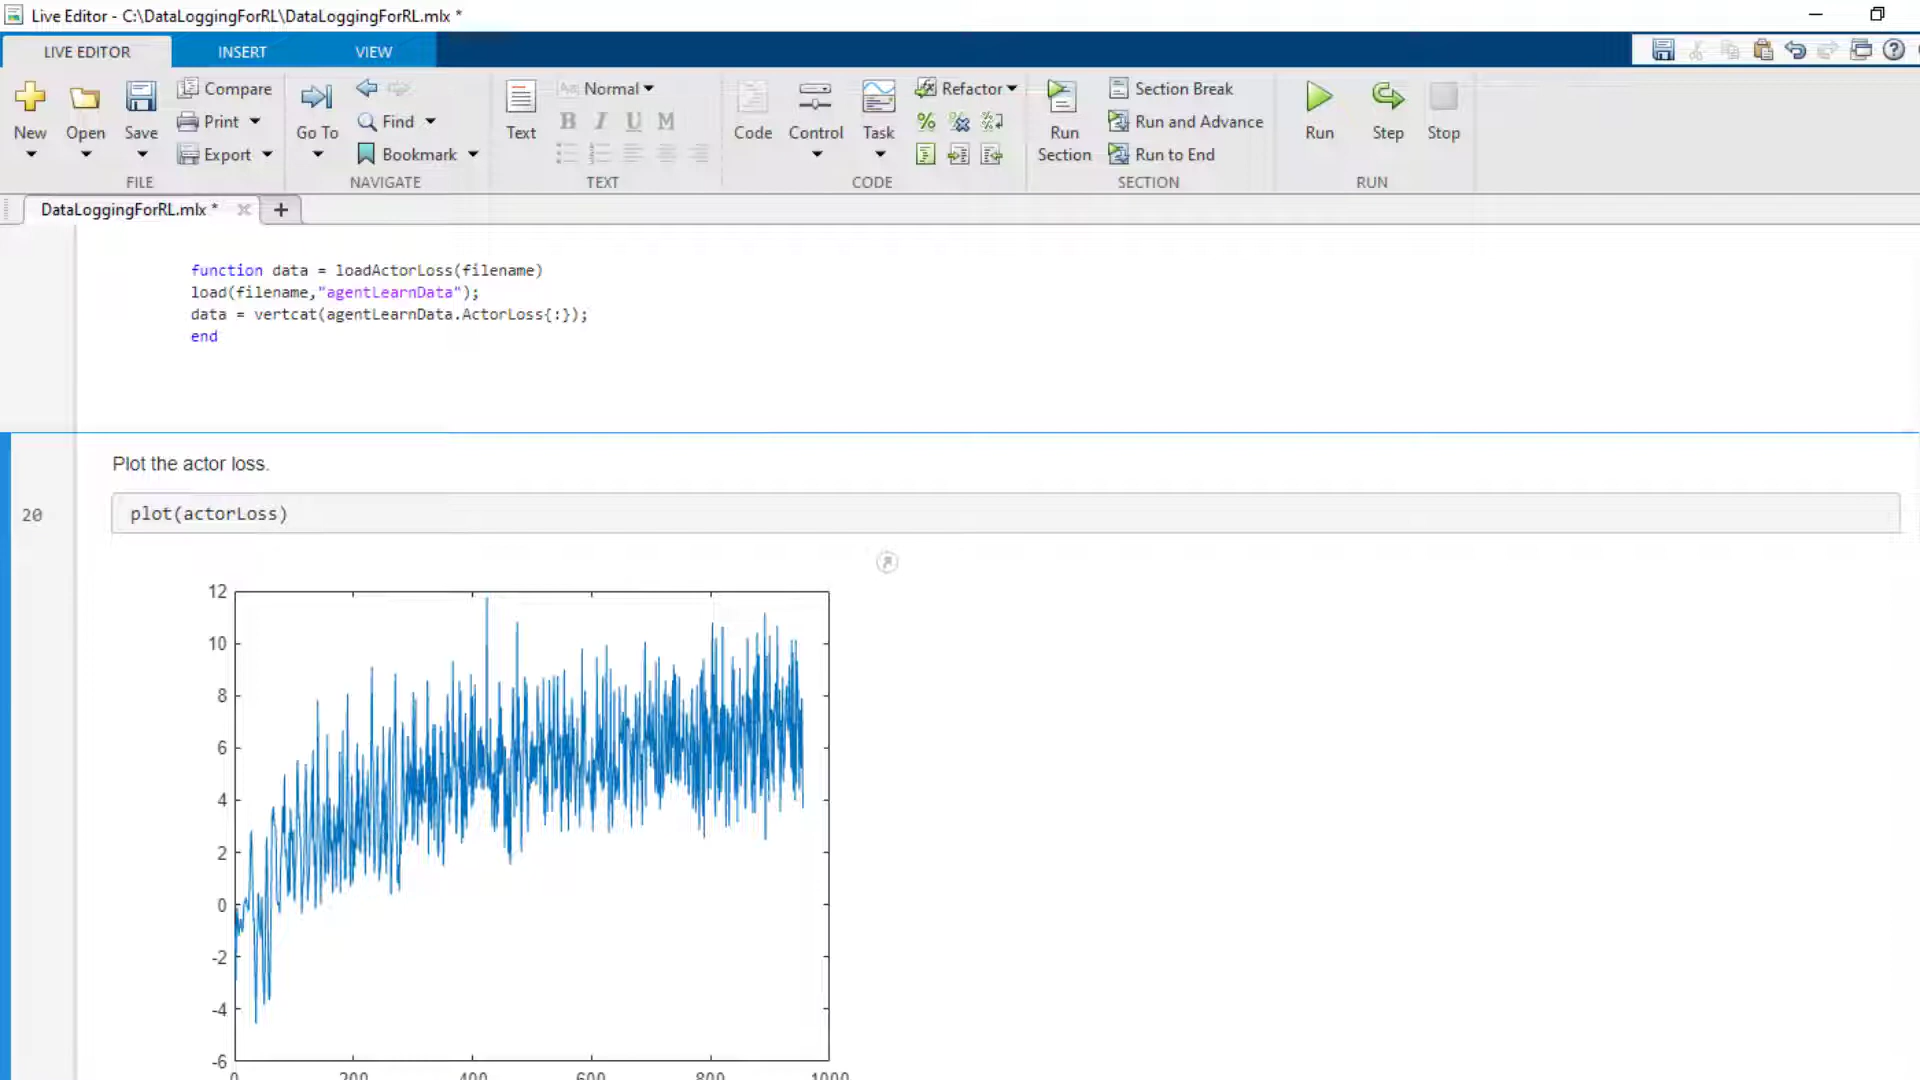 Live Editor - C:\DataLoggingForRL\DataLoggingForRL.mlx *
LIVE EDITOR INSERT VIEW
New Open Save Compare Print Export
FILE
Go To Find Bookmark
NAVIGATE
Text Normal B I U M
TEXT
Code Control Task Refactor
CODE
Run Section Section Break Run and Advance Run to End
SECTION
Run Step Stop
RUN
DataLoggingForRL.mlx *
function data = loadActorLoss(filename)
load(filename,"agentLearnData");
data = vertcat(agentLearnData.ActorLoss{:});
end
Plot the actor loss.
20 plot(actorLoss)
12
10
8
6
4
2
0
-2
-4
-6
0 200 400 600 800 1000